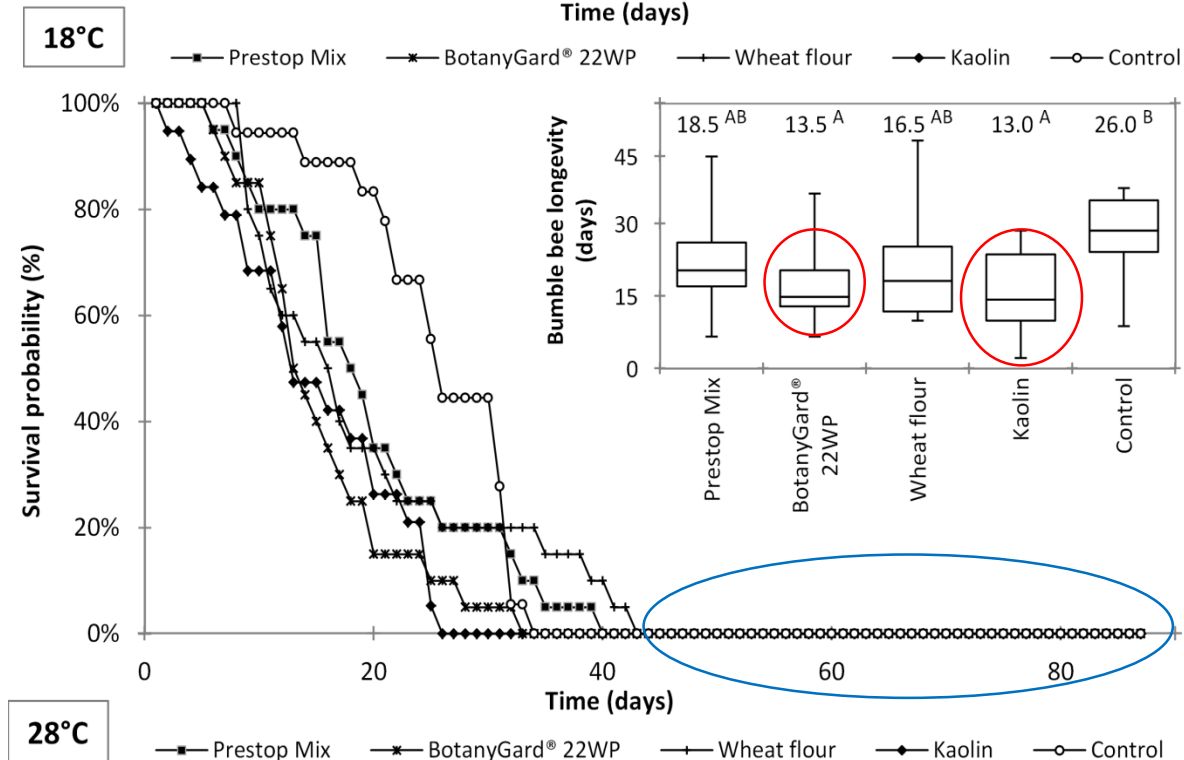 Time (days)
18°C
Prestop Mix BotanyGard® 22WP Wheat flour Kaolin Control
100%
80%
60%
40%
20%
0%
Survival probability (%)
0 20 40 60 80
Time (days)
Bumble bee longevity
(days)
45
30
15
0
18.5 AB 13.5 A 16.5 AB 13.0 A 26.0 B
Prestop Mix
BotanyGard®
22WP
Wheat flour
Kaolin
Control
28°C
Prestop Mix BotanyGard® 22WP Wheat flour Kaolin Control